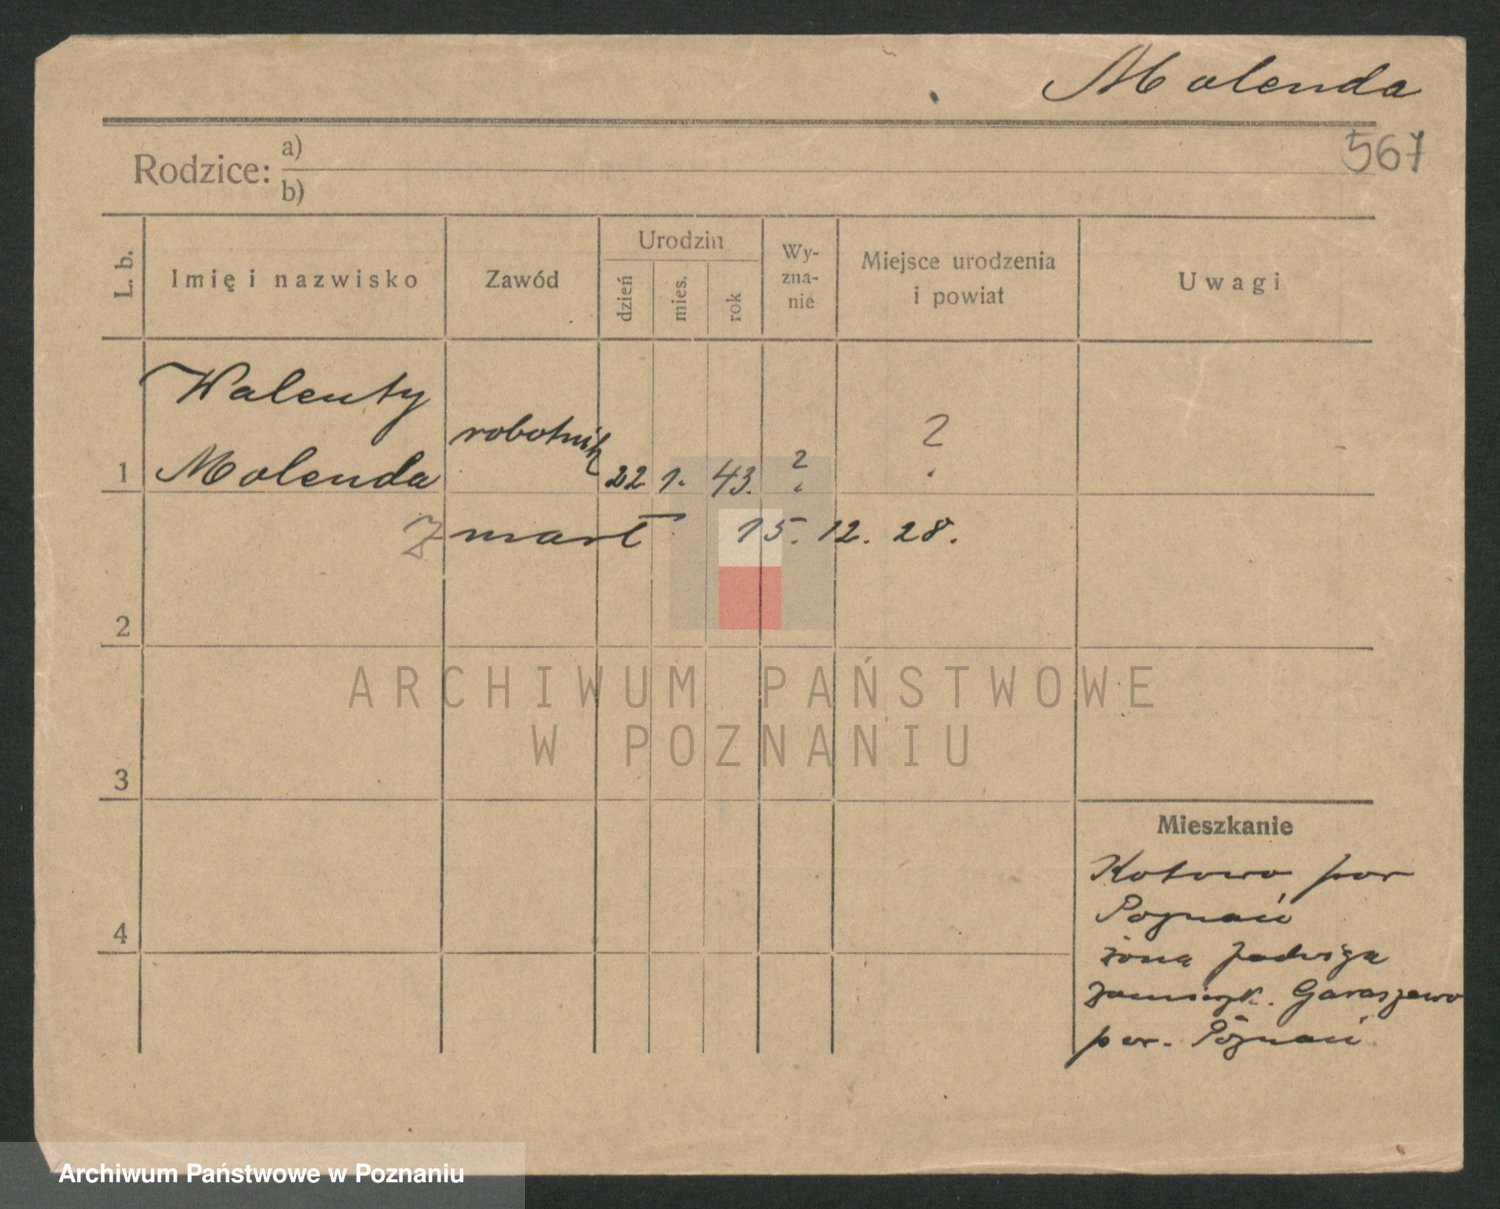 Molenda
567
Rodzice: a)
b)
L. b.
Imię i nazwisko
Zawód
Urodzin
dzień
mies.
rok
Wy-
zna-
nie
Miejsce urodzenia
i powiat
Uwagi
Walenty
robotnik
1 Molenda 22 1. 43. ? ?
Zmarł 15. 12. 28.
2
3
4
Mieszkanie
Kotowo pow
Poznań
żona Jadwiga
zamieszk. Garaszewo
pow. Poznań
ARCHIWUM PAŃSTWOWE
W POZNANIU
Archiwum Państwowe w Poznaniu